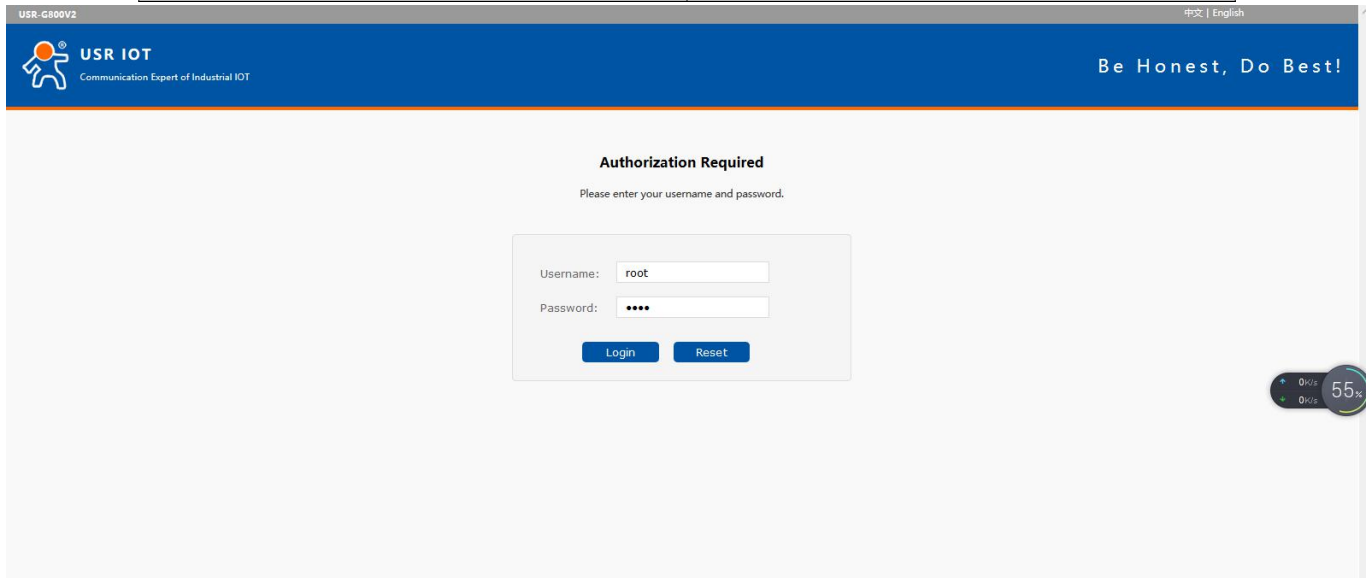 USR-G800V2
中文 | English
USR IOT
Communication Expert of Industrial IOT
Be Honest, Do Best!
Authorization Required
Please enter your username and password.
Username: root
Password: ••••
Login Reset
0K/s
0K/s
55%